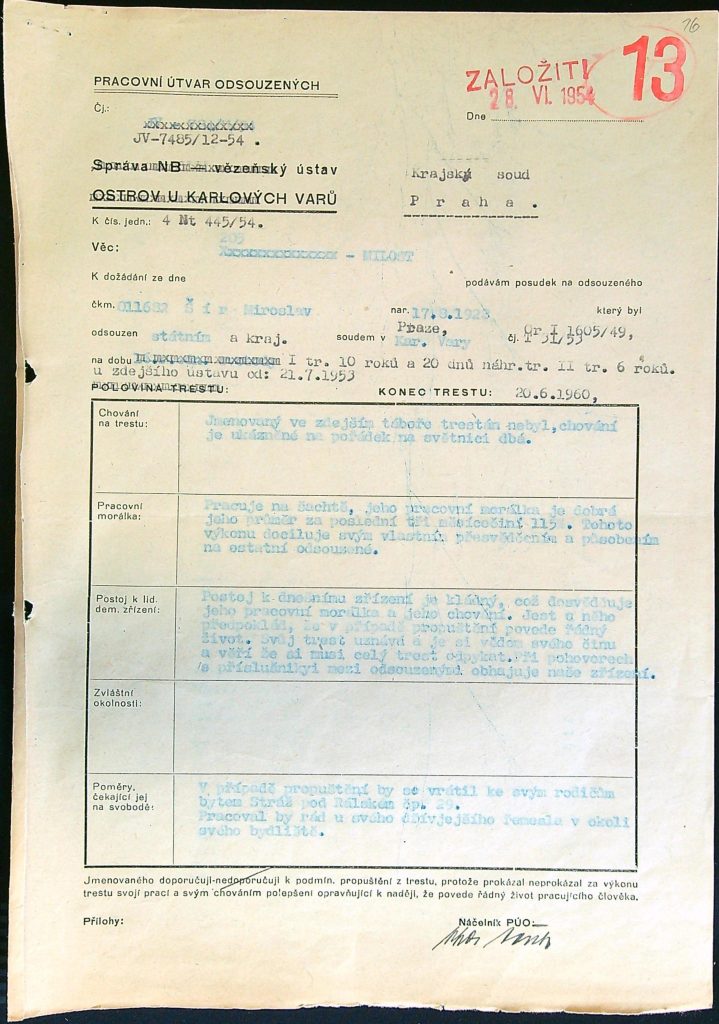 16
13
ZALOŽITI
28. VI. 1954
PRACOVNÍ ÚTVAR ODSOUZENÝCH
Čj.:
Dne
JV-7485/12-54 .
Správa NB — vězeňský ústav
Krajský soud
OSTROV U KARLOVÝCH VARŮ
P r a h a .
K čís. jedn.: 4 Nt 445/54.
205
Věc: - MILOST
K dožádání ze dne podávám posudek na odsouzeného
čkm. 011682 Š í r Miroslav nar. 17.8.1928 který byl
Praze, Or I 1605/49,
odsouzen státním a kraj. soudem v Kar. Vary čj. T 51/53
na dobu I tr. 10 roků a 20 dnů náhr.tr. II tr. 6 roků.
u zdejšího ústavu od: 21.7.1953
POLOVINA TRESTU: KONEC TRESTU: 20.6.1960,
Chování
na trestu:
Jmenovaný ve zdejším táboře trestán nebyl,chování
je ukázněné na pořádek na světnici dbá.
Pracovní
morálka:
Pracuje na šachtě, jeho pracovní morálka je dobrá
jeho průměr za poslední tři měsíce činí 115%. Tohoto
výkonu dociluje svým vlastním přesvědčením a působením
na ostatní odsouzené.
Postoj k lid.
dem. zřízení:
Postoj k dnešnímu zřízení je kládný, což dosvědčuje
jeho pracovní morálka a jeho chování. Jest u něho
předpoklad, že v případě propuštění povede řádný
život. Svůj trest uznává a je si vědom svého činu
a věří že si musí celý trest odpykat. Při pohovorech
s příslušníky i mezi odsouzenými obhajuje naše zřízení.
Zvláštní
okolnosti:
Poměry,
čekající jej
na svobodě:
V případě propuštění by se vrátil ke svým rodičům
bytem Stráž pod Rálskem čp. 29.
Pracoval by rád u svého řemesla v okolí
svého bydliště.
Jmenovaného doporučuji-nedoporučuji k podmín. propuštění z trestu, protože prokázal neprokázal za výkonu
trestu svojí prací a svým chováním polepšení opravňující k naději, že povede řádný život pracujícího člověka.
Přílohy: Náčelník PÚO: